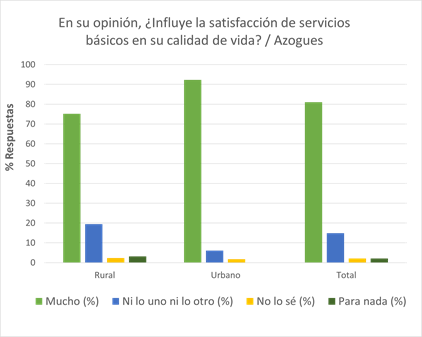 En su opinión, ¿Influye la satisfacción de servicios
básicos en su calidad de vida? / Azogues
% Respuestas
100
90
80
70
60
50
40
30
20
10
0
Rural Urbano Total
Mucho (%) Ni lo uno ni lo otro (%) No lo sé (%) Para nada (%)